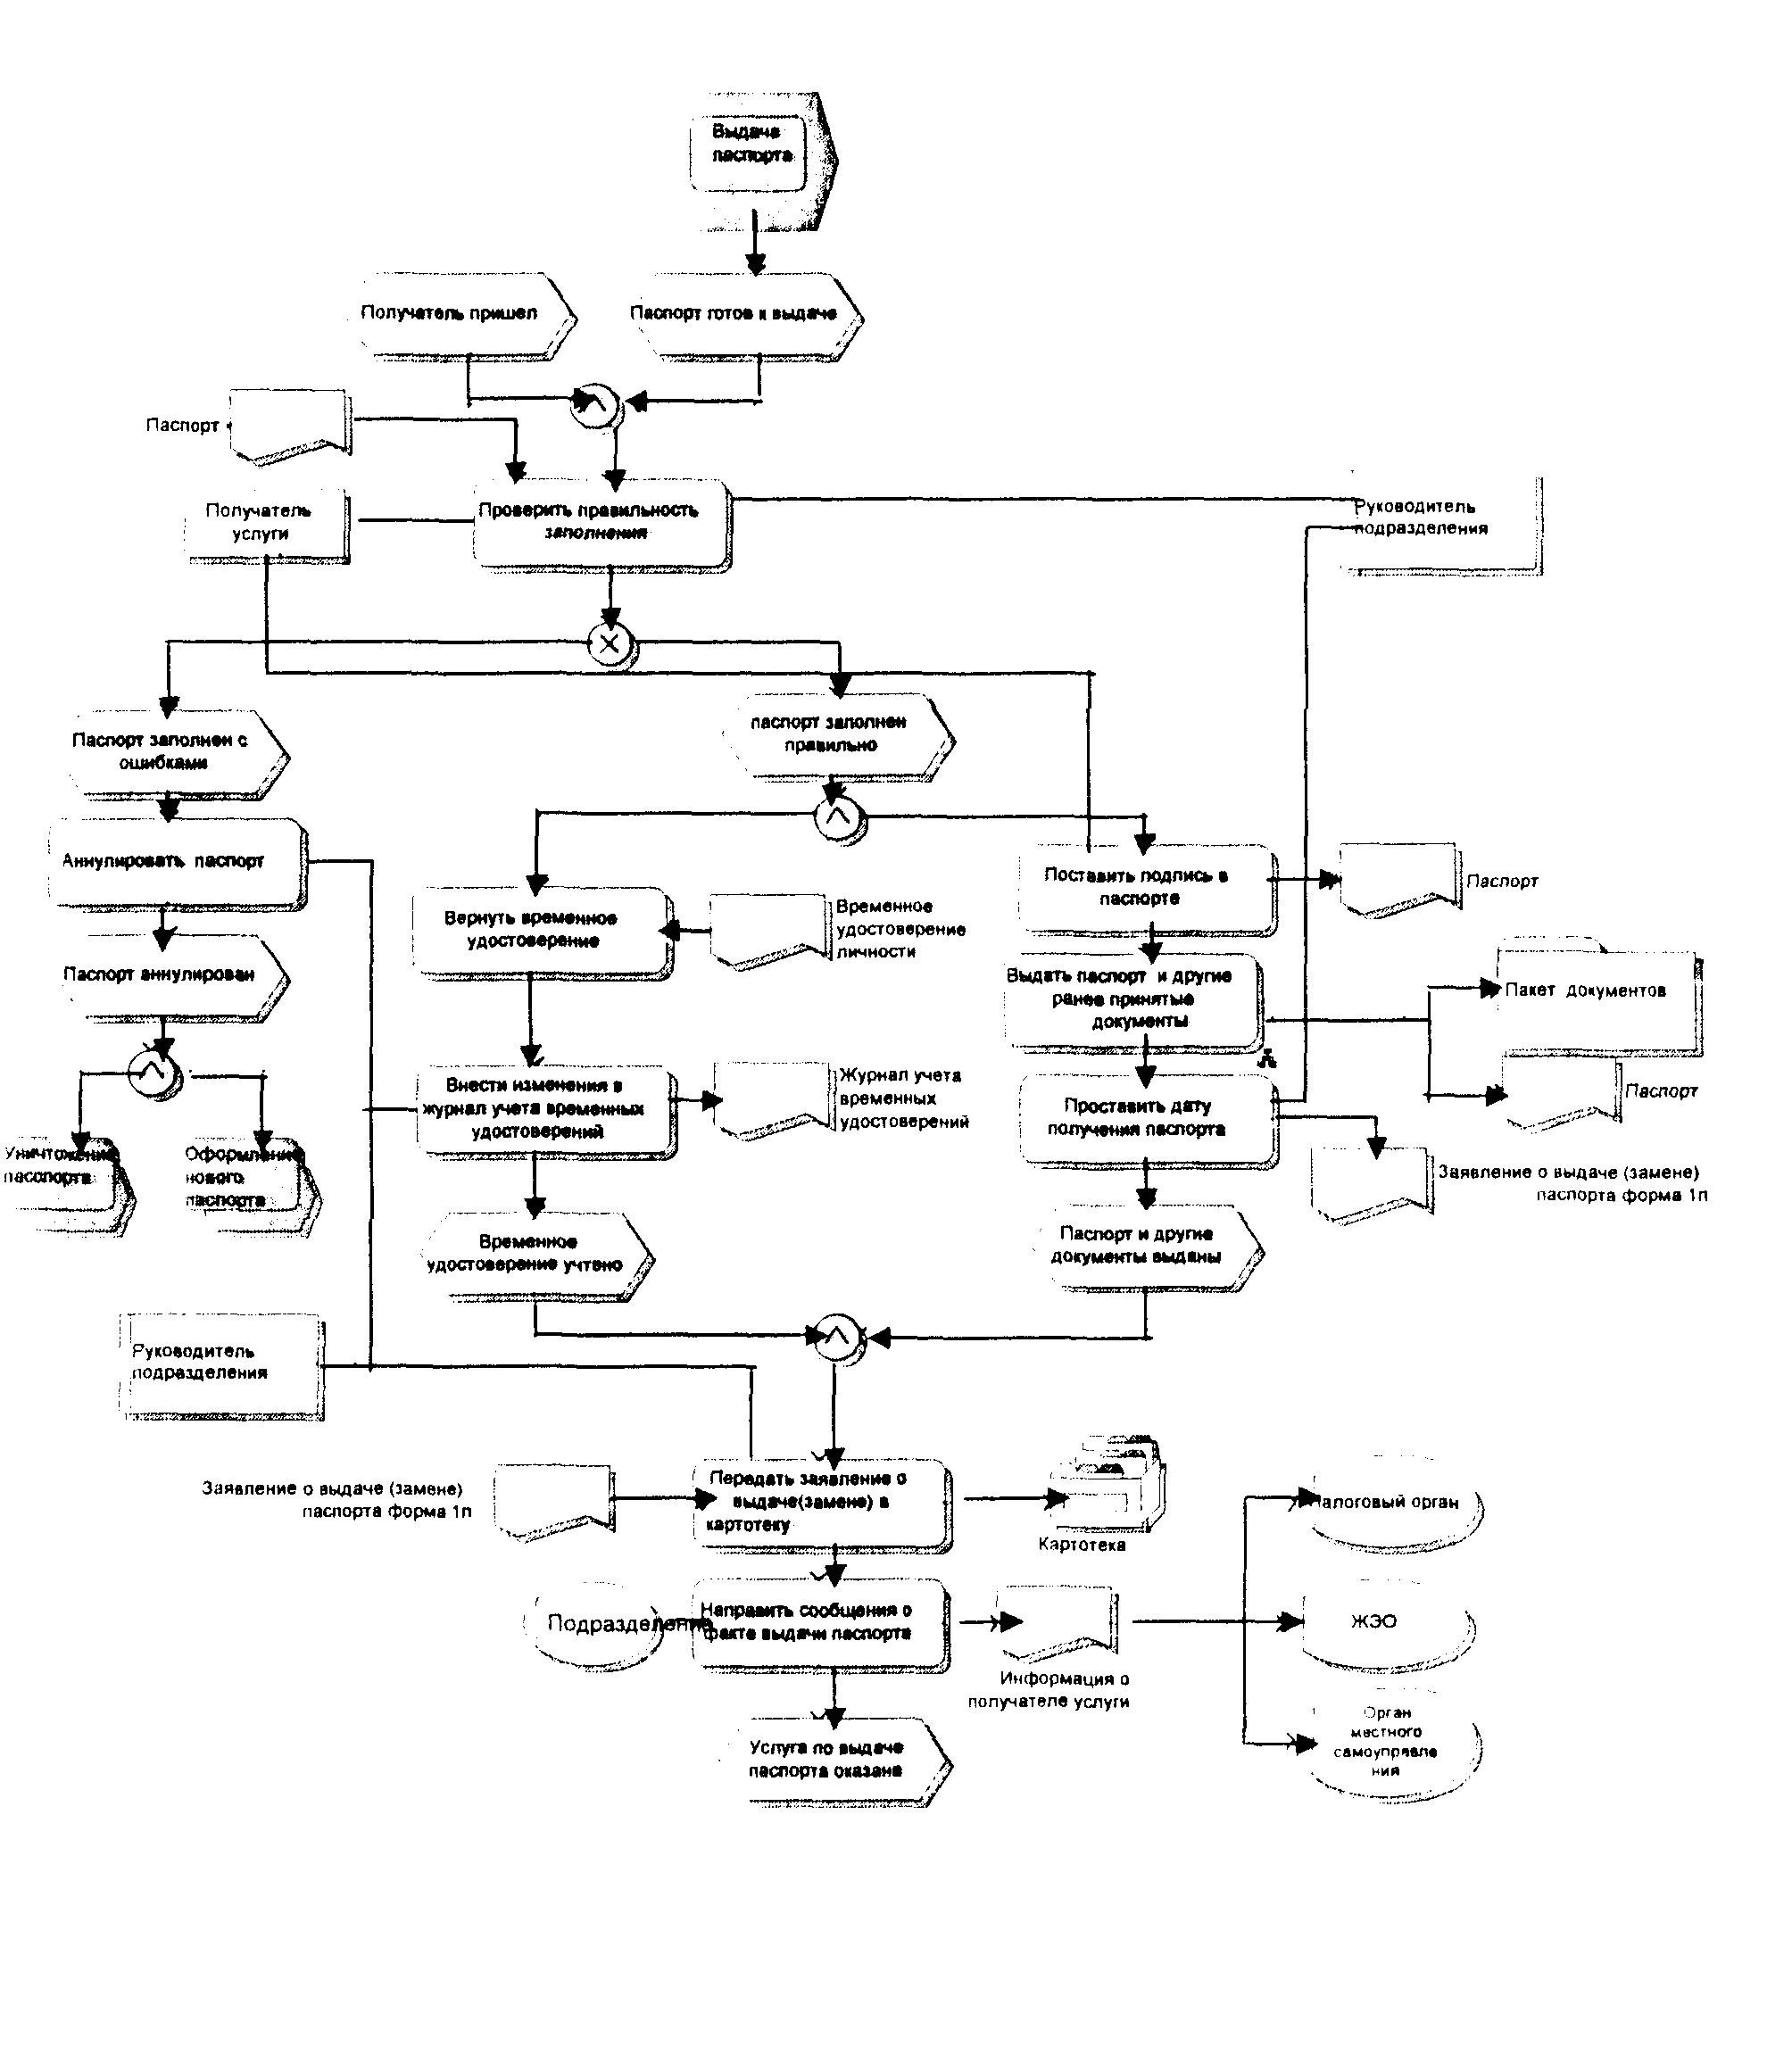 Выдача
паспорта
Получатель пришел
Паспорт готов к выдаче
Паспорт
Получатель
услуги
Проверить правильность
заполнения
Руководитель
подразделения
Паспорт заполнен с
ошибками
паспорт заполнен
правильно
Аннулировать паспорт
Поставить подпись в
паспорте
Паспорт
Вернуть временное
удостоверение
Временное
удостоверение
личности
Паспорт аннулирован
Выдать паспорт и другие
ранее принятые
документы
Пакет документов
Паспорт
Внести изменения в
журнал учета временных
удостоверений
Журнал учета
временных
удостоверений
Проставить дату
получения паспорта
Уничтожение
пасспорта
Оформление
нового
паспорта
Заявление о выдаче (замене)
паспорта форма 1п
Временное
удостоверение учтено
Паспорт и другие
документы выданы
Руководитель
подразделения
Заявление о выдаче (замене)
паспорта форма 1п
Передать заявление о
выдаче(замене) в
картотеку
Картотека
Налоговый орган
Подразделение
Направить сообщения о
факте выдачи паспорта
Информация о
получателе услуги
ЖЭО
Орган
местного
самоуправле
ния
Услуга по выдаче
паспорта оказана